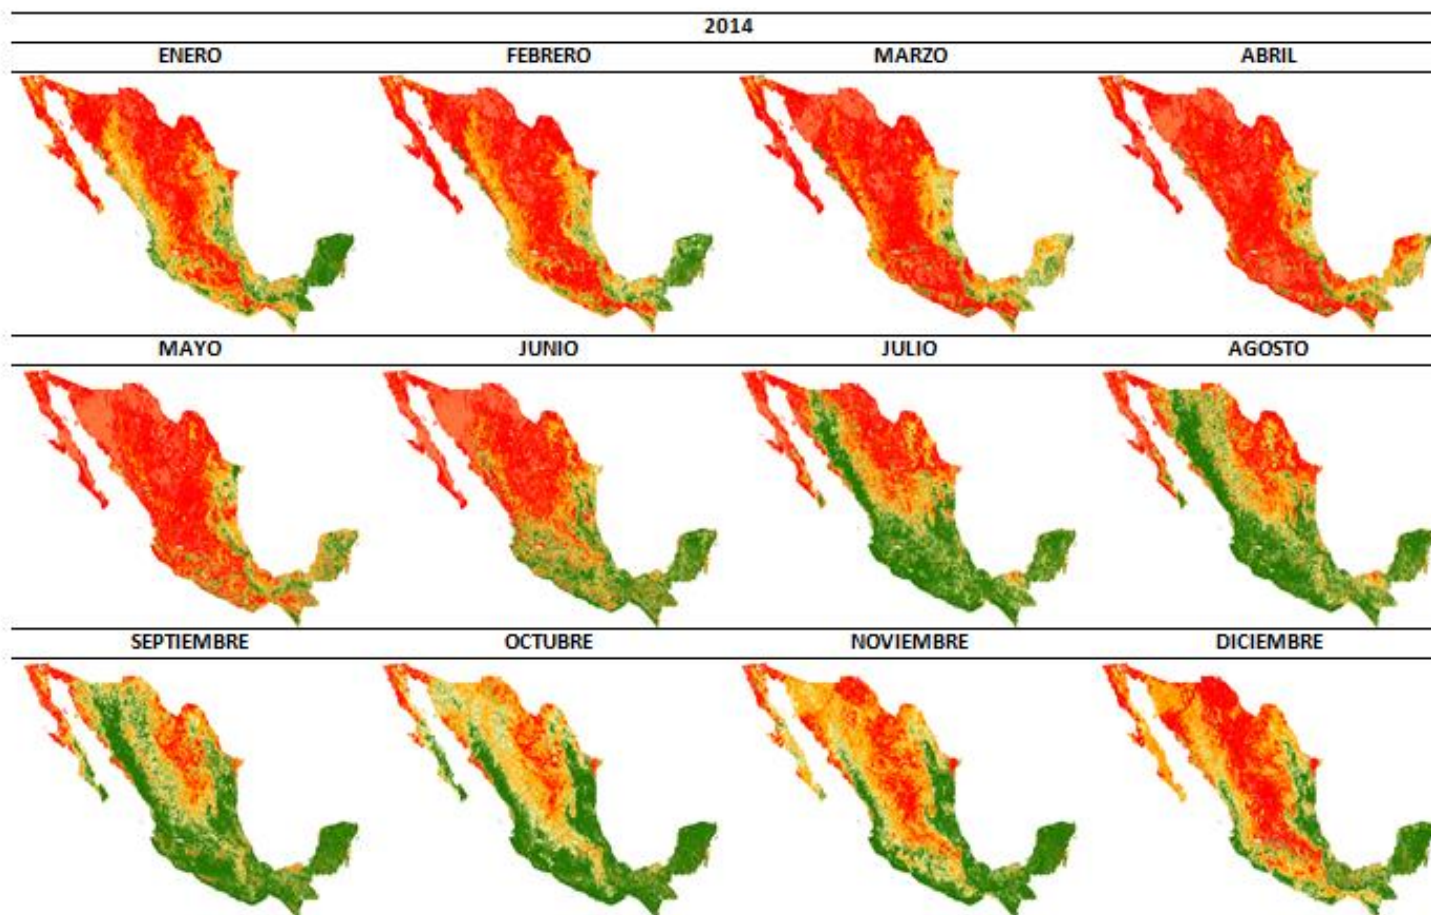 2014
ENERO FEBRERO MARZO ABRIL
MAYO JUNIO JULIO AGOSTO
SEPTIEMBRE OCTUBRE NOVIEMBRE DICIEMBRE